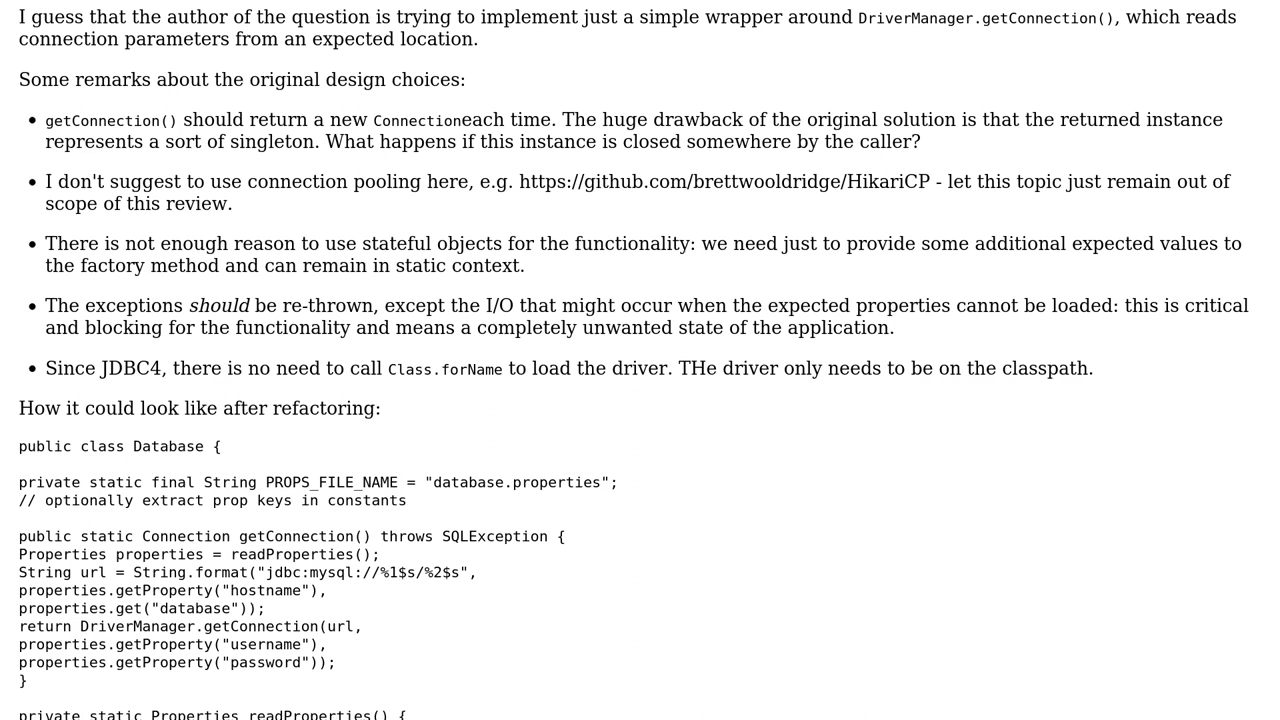 I guess that the author of the question is trying to implement just a simple wrapper around DriverManager.getConnection(), which reads
connection parameters from an expected location.
Some remarks about the original design choices:
• getConnection() should return a new Connectioneach time. The huge drawback of the original solution is that the returned instance
represents a sort of singleton. What happens if this instance is closed somewhere by the caller?
• I don't suggest to use connection pooling here, e.g. https://github.com/brettwooldridge/HikariCP - let this topic just remain out of
scope of this review.
• There is not enough reason to use stateful objects for the functionality: we need just to provide some additional expected values to
the factory method and can remain in static context.
• The exceptions should be re-thrown, except the I/O that might occur when the expected properties cannot be loaded: this is critical
and blocking for the functionality and means a completely unwanted state of the application.
• Since JDBC4, there is no need to call Class.forName to load the driver. THe driver only needs to be on the classpath.
How it could look like after refactoring:
public class Database {
private static final String PROPS_FILE_NAME = "database.properties";
// optionally extract prop keys in constants
public static Connection getConnection() throws SQLException {
Properties properties = readProperties();
String url = String.format("jdbc:mysql://%1$s/%2$s",
properties.getProperty("hostname"),
properties.get("database"));
return DriverManager.getConnection(url,
properties.getProperty("username"),
properties.getProperty("password"));
}
private static Properties readProperties() {